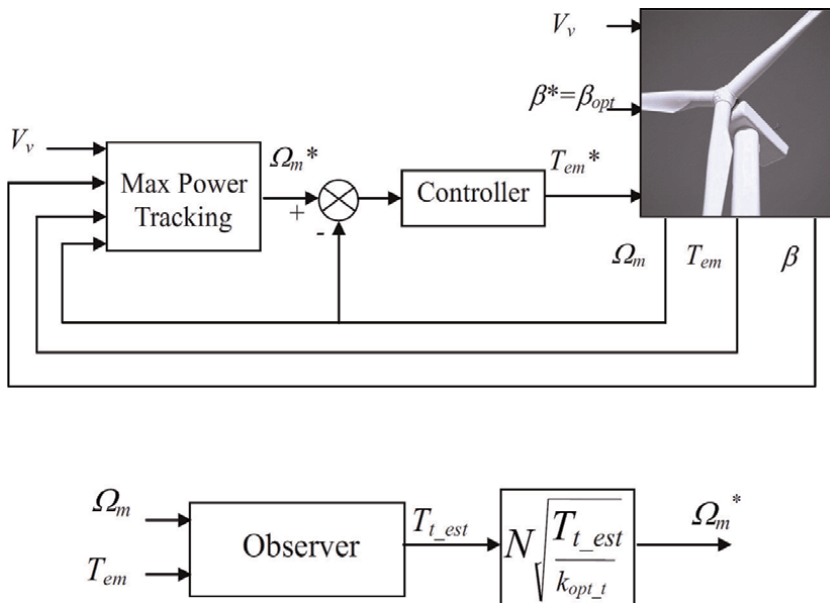 V_v
β*=β_opt
V_v
Max Power
Tracking
Ω_m*
+
-
Controller
T_em*
Ω_m
T_em
β
Ω_m
T_em
Observer
T_t_est
N√(T_t_est / k_opt_t)
Ω_m*